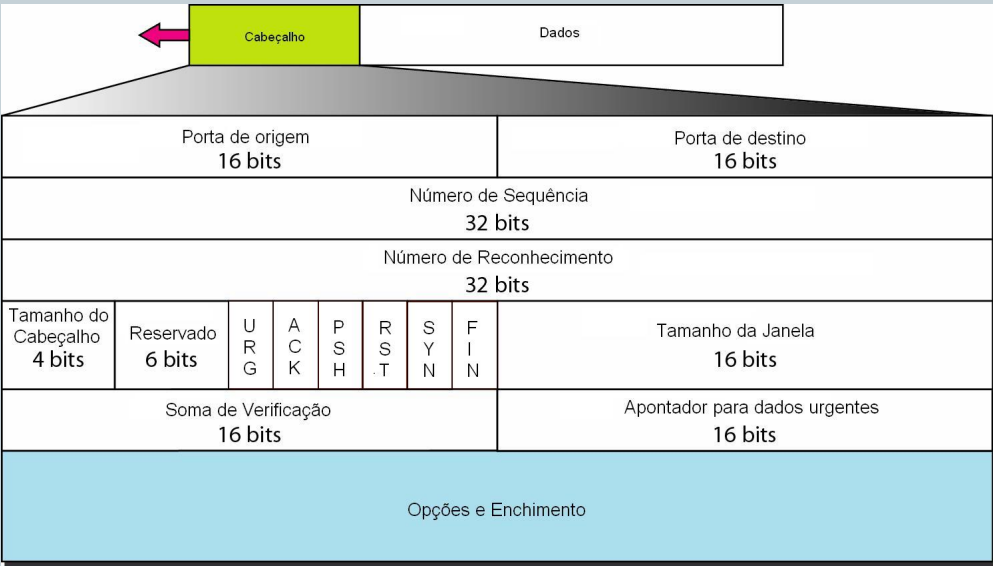 Cabeçalho
Dados
Porta de origem
16 bits
Porta de destino
16 bits
Número de Sequência
32 bits
Número de Reconhecimento
32 bits
Tamanho do
Cabeçalho
4 bits
Reservado
6 bits
URG
ACK
PSH
RST
SYN
FIN
Tamanho da Janela
16 bits
Soma de Verificação
16 bits
Apontador para dados urgentes
16 bits
Opções e Enchimento